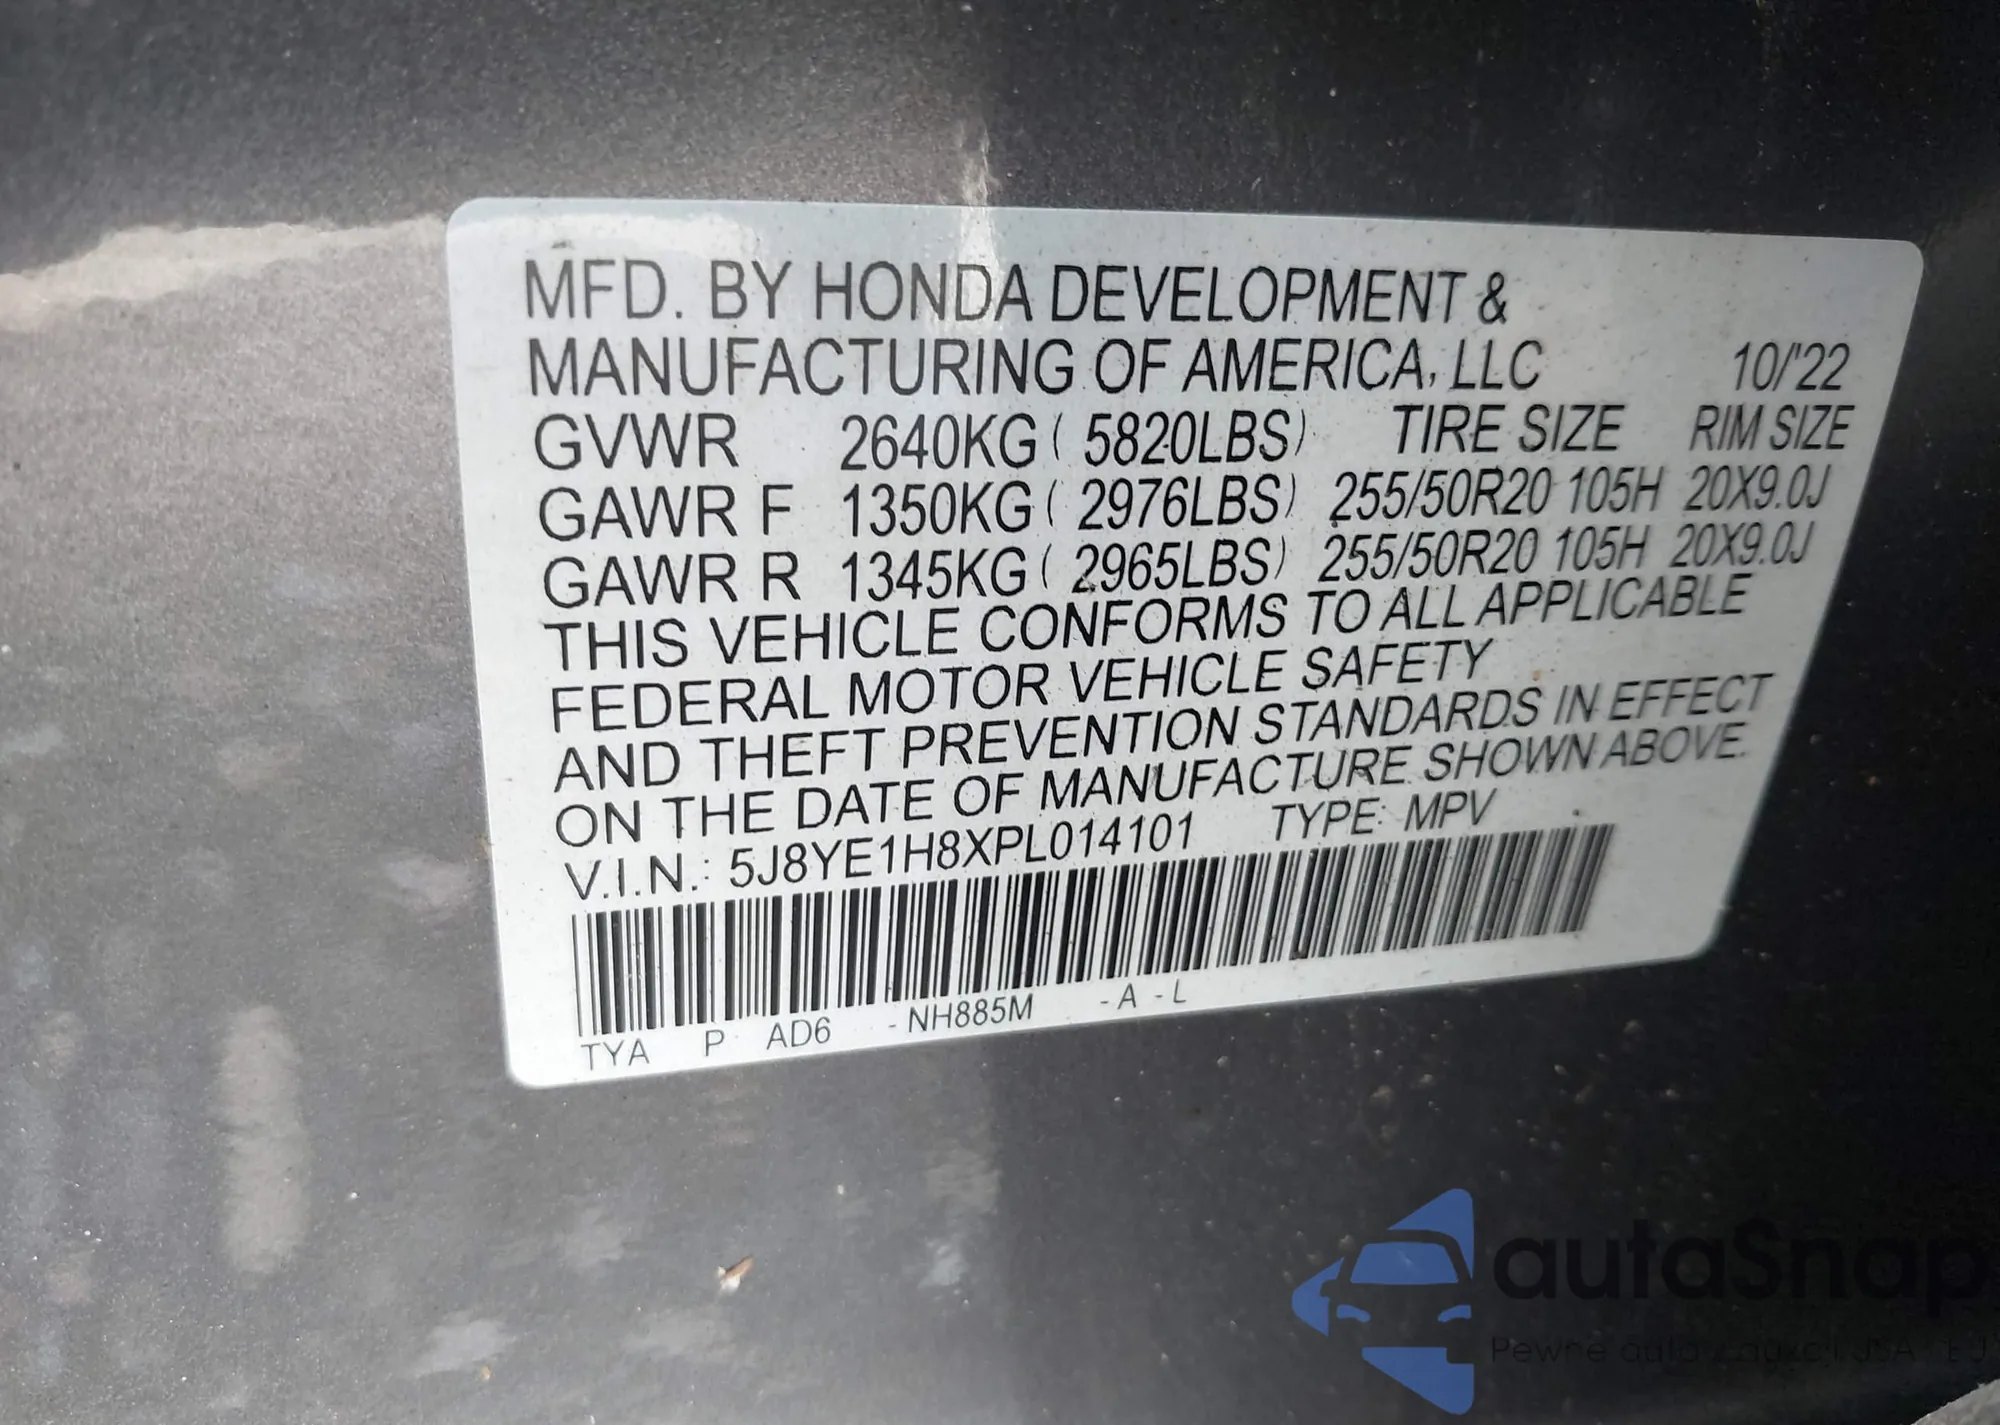 MFD. BY HONDA DEVELOPMENT &
MANUFACTURING OF AMERICA, LLC 10/'22
GVWR 2640KG ( 5820LBS) TIRE SIZE RIM SIZE
GAWR F 1350KG ( 2976LBS) 255/50R20 105H 20X9.0J
GAWR R 1345KG ( 2965LBS) 255/50R20 105H 20X9.0J
THIS VEHICLE CONFORMS TO ALL APPLICABLE
FEDERAL MOTOR VEHICLE SAFETY
AND THEFT PREVENTION STANDARDS IN EFFECT
ON THE DATE OF MANUFACTURE SHOWN ABOVE.
V.I.N.: 5J8YE1H8XPL014101 TYPE: MPV
TYA P AD6 - NH885M - A - L
autaSnap
Pewne auta z USA